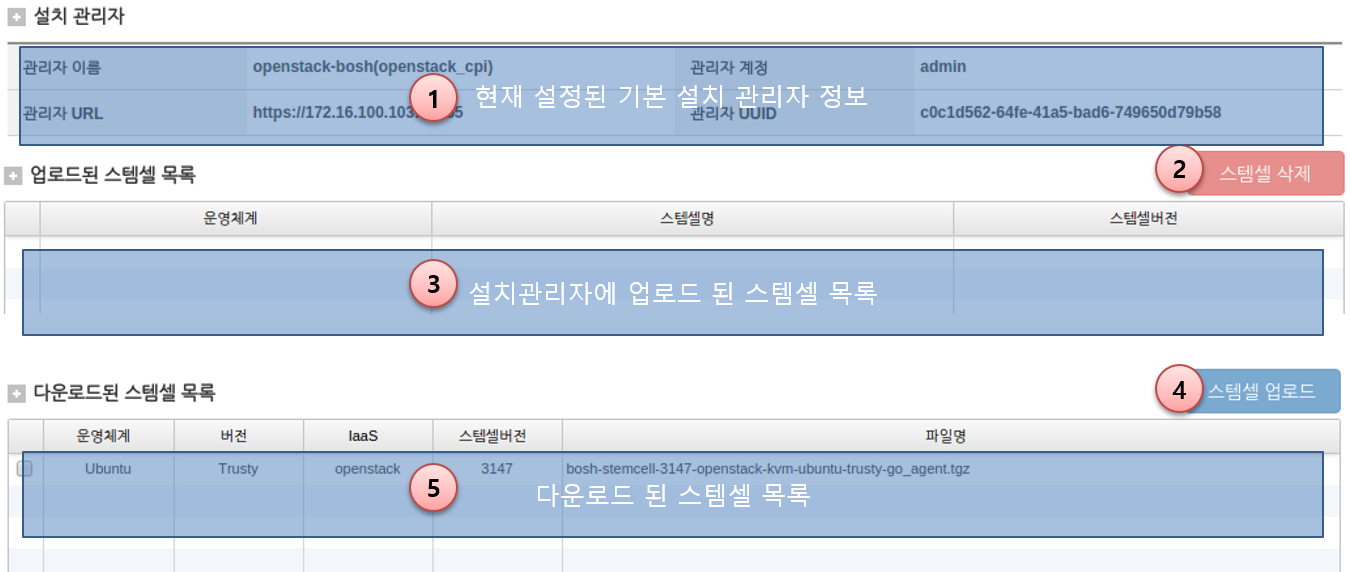 설치 관리자
관리자 이름 openstack-bosh(openstack_cpi) 관리자 계정 admin
1 현재 설정된 기본 설치 관리자 정보
관리자 URL https://172.16.100.103 관리자 UUID c0c1d562-64fe-41a5-bad6-749650d79b58
업로드된 스템셀 목록 2 스템셀 삭제
운영체계 스템셀명 스템셀버전
3 설치관리자에 업로드 된 스템셀 목록
다운로드된 스템셀 목록 4 스템셀 업로드
운영체계 버전 IaaS 스템셀버전 파일명
Ubuntu Trusty openstack 3147 bosh-stemcell-3147-openstack-kvm-ubuntu-trusty-go_agent.tgz
5 다운로드 된 스템셀 목록